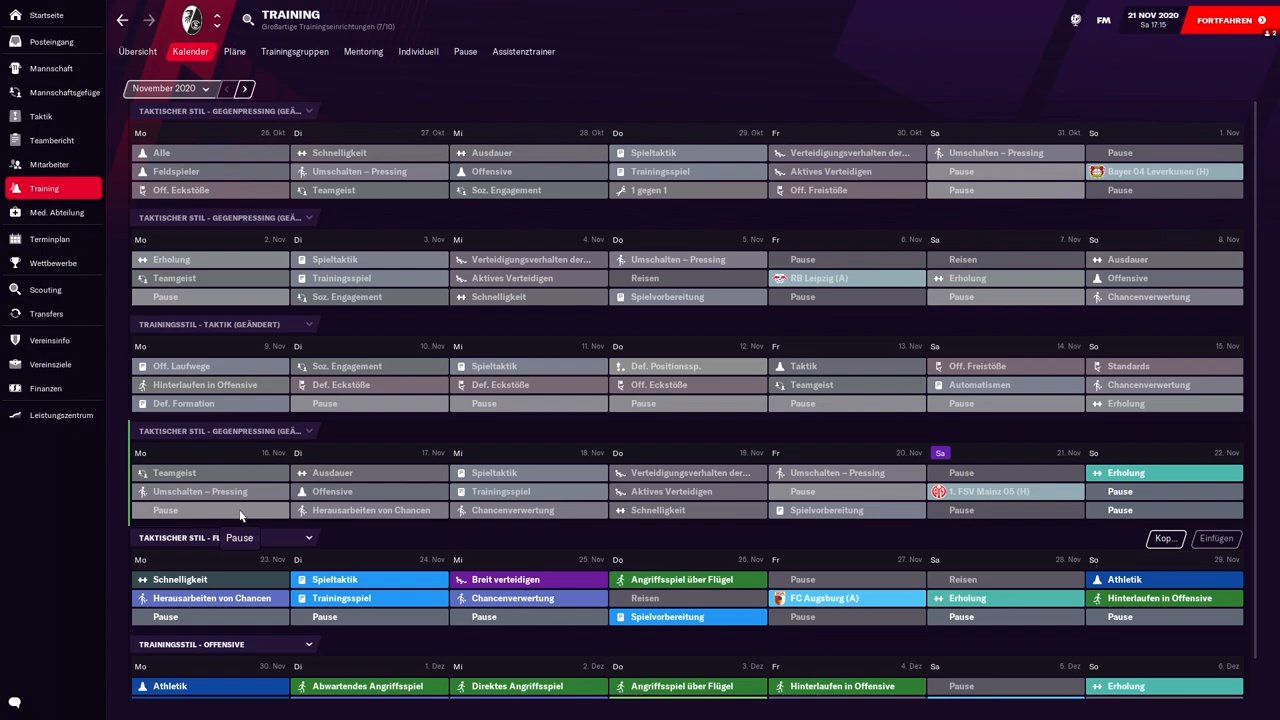 Startseite
Posteingang
Mannschaft
Mannschaftsgefüge
Taktik
Teambericht
Mitarbeiter
Training
Med. Abteilung
Terminplan
Wettbewerbe
Scouting
Transfers
Vereinsinfo
Vereinsziele
Finanzen
Leistungszentrum
TRAINING
Großartige Trainingseinrichtungen (7/10)
FM
21 NOV 2020
Sa 17:15
FORTFAHREN
2
Übersicht Kalender Pläne Trainingsgruppen Mentoring Individuell Pause Assistenztrainer
November 2020
TAKTISCHER STIL - GEGENPRESSING (GEÄ...
Mo 26. Okt Di 27. Okt Mi 28. Okt Do 29. Okt Fr 30. Okt Sa 31. Okt So 1. Nov
Alle Schnelligkeit Ausdauer Spieltaktik Verteidigungsverhalten der... Umschalten – Pressing Pause
Feldspieler Umschalten – Pressing Offensive Trainingsspiel Aktives Verteidigen Pause Bayer 04 Leverkusen (H)
Off. Eckstöße Teamgeist Soz. Engagement 1 gegen 1 Off. Freistöße Pause Pause
TAKTISCHER STIL - GEGENPRESSING (GEÄ...
Mo 2. Nov Di 3. Nov Mi 4. Nov Do 5. Nov Fr 6. Nov Sa 7. Nov So 8. Nov
Erholung Spieltaktik Verteidigungsverhalten der... Umschalten – Pressing Pause Reisen Ausdauer
Teamgeist Trainingsspiel Aktives Verteidigen Reisen RB Leipzig (A) Erholung Offensive
Pause Soz. Engagement Schnelligkeit Spielvorbereitung Pause Pause Chancenverwertung
TRAININGSSTIL - TAKTIK (GEÄNDERT)
Mo 9. Nov Di 10. Nov Mi 11. Nov Do 12. Nov Fr 13. Nov Sa 14. Nov So 15. Nov
Off. Laufwege Soz. Engagement Spieltaktik Def. Positionssp. Taktik Off. Freistöße Standards
Hinterlaufen in Offensive Def. Eckstöße Def. Eckstöße Off. Eckstöße Teamgeist Automatismen Chancenverwertung
Def. Formation Pause Pause Pause Pause Pause Erholung
TAKTISCHER STIL - GEGENPRESSING (GEÄ...
Mo 16. Nov Di 17. Nov Mi 18. Nov Do 19. Nov Fr 20. Nov Sa 21. Nov So 22. Nov
Teamgeist Ausdauer Spieltaktik Verteidigungsverhalten der... Umschalten – Pressing Pause Erholung
Umschalten – Pressing Offensive Trainingsspiel Aktives Verteidigen Pause 1. FSV Mainz 05 (H) Pause
Pause Herausarbeiten von Chancen Chancenverwertung Schnelligkeit Spielvorbereitung Pause Pause
TAKTISCHER STIL - FL Pause Kop... Einfügen
Mo 23. Nov Di 24. Nov Mi 25. Nov Do 26. Nov Fr 27. Nov Sa 28. Nov So 29. Nov
Schnelligkeit Spieltaktik Breit verteidigen Angriffsspiel über Flügel Pause Reisen Athletik
Herausarbeiten von Chancen Trainingsspiel Chancenverwertung Reisen FC Augsburg (A) Erholung Hinterlaufen in Offensive
Pause Pause Pause Spielvorbereitung Pause Pause Pause
TRAININGSSTIL - OFFENSIVE
Mo 30. Nov Di 1. Dez Mi 2. Dez Do 3. Dez Fr 4. Dez Sa 5. Dez So 6. Dez
Athletik Abwartendes Angriffsspiel Direktes Angriffsspiel Angriffsspiel über Flügel Hinterlaufen in Offensive Pause Erholung